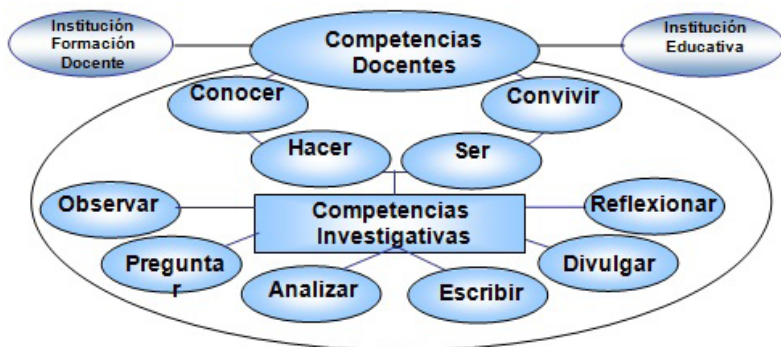 Institución
Formación
Docente
Competencias
Docentes
Institución
Educativa
Conocer
Convivir
Hacer
Ser
Observar
Competencias
Investigativas
Reflexionar
Pregunta
r
Divulgar
Analizar
Escribir